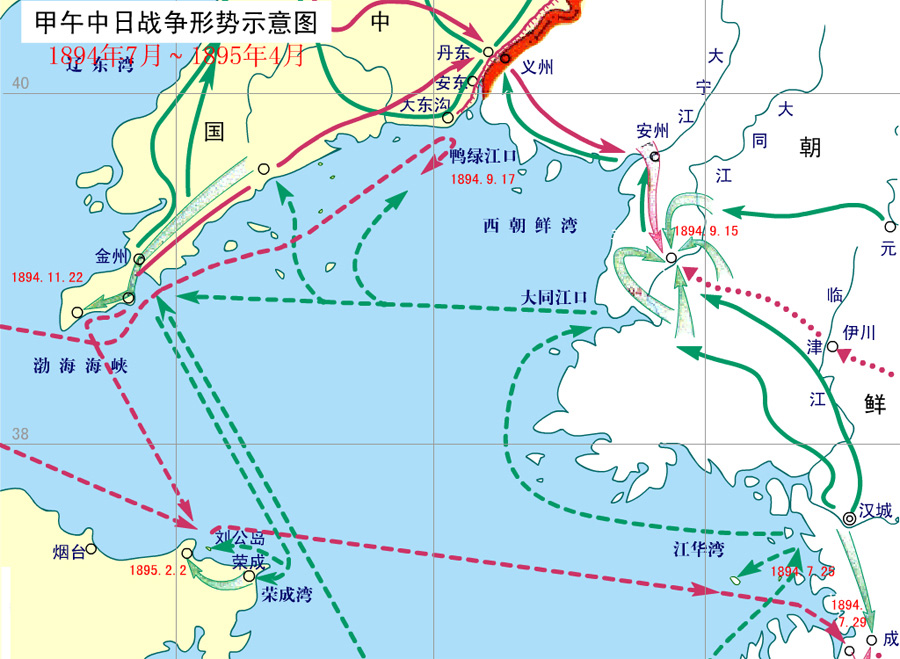 甲午中日战争形势示意图
1894年7月~1895年4月
中
国
朝
鲜
辽东湾
40
丹东
义州
安东
大东沟
大宁江
大同江
安州
鸭绿江口
1894.9.17
西朝鲜湾
1894.9.15
元
金州
1894.11.22
大同江口
94
临津江
伊川
渤海海峡
38
汉城
烟台
刘公岛
荣成
1895.2.2
荣成湾
江华湾
1894.7.25
1894.
7.29
成